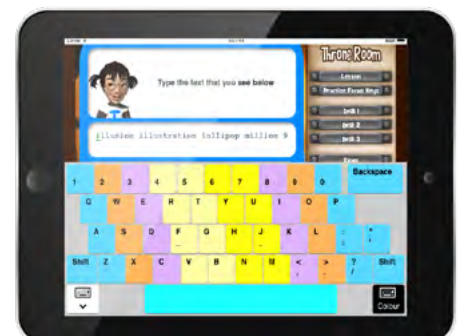 Throne Room
Type the text that you see below
Lesson
Practice Focus Keys
Drill 1
Drill 2
Drill 3
illusion illustration lollipop million 9
1 2 3 4 5 6 7 8 9 0 Backspace
Q W E R T Y U I O P
A S D F G H J K L : ; " '
Shift Z X C V B N M < , > . ? / Shift
Colour